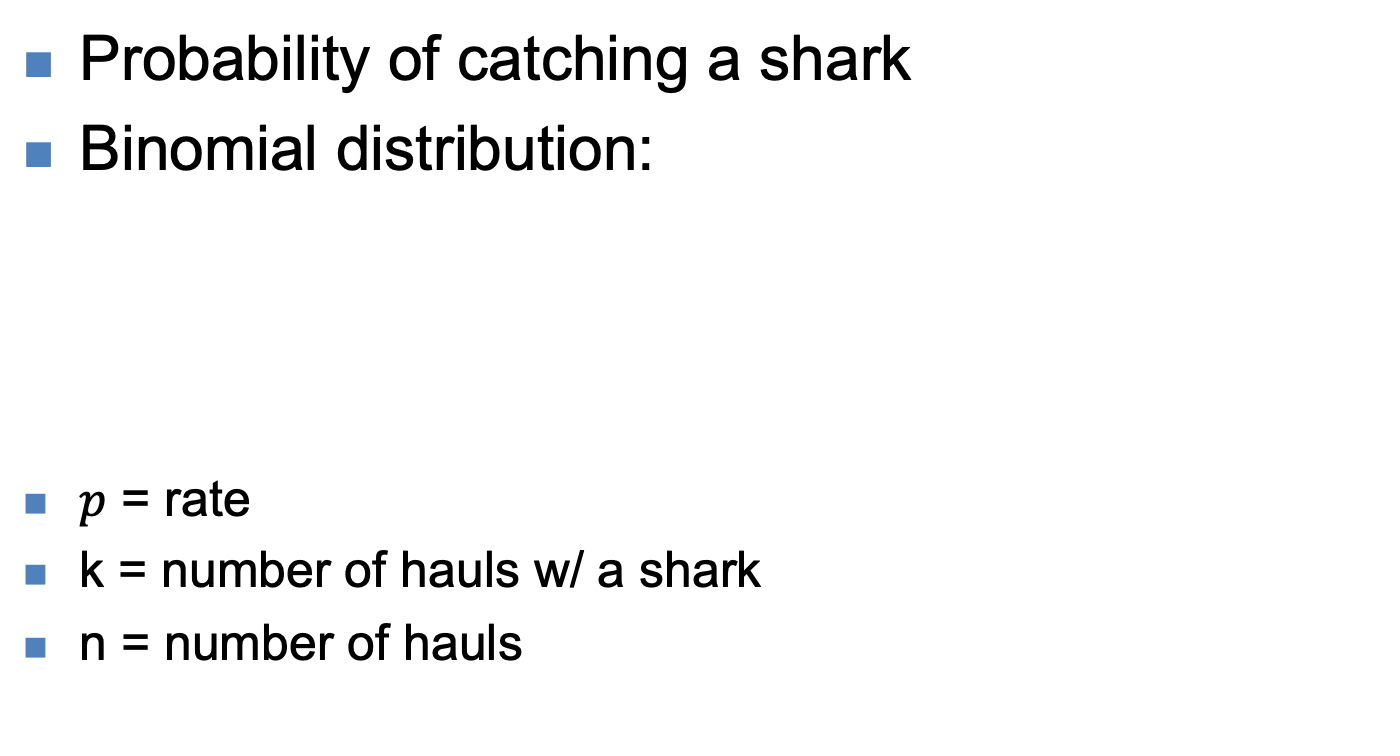 Probability of catching a shark
Binomial distribution:
p = rate
k = number of hauls w/ a shark
n = number of hauls